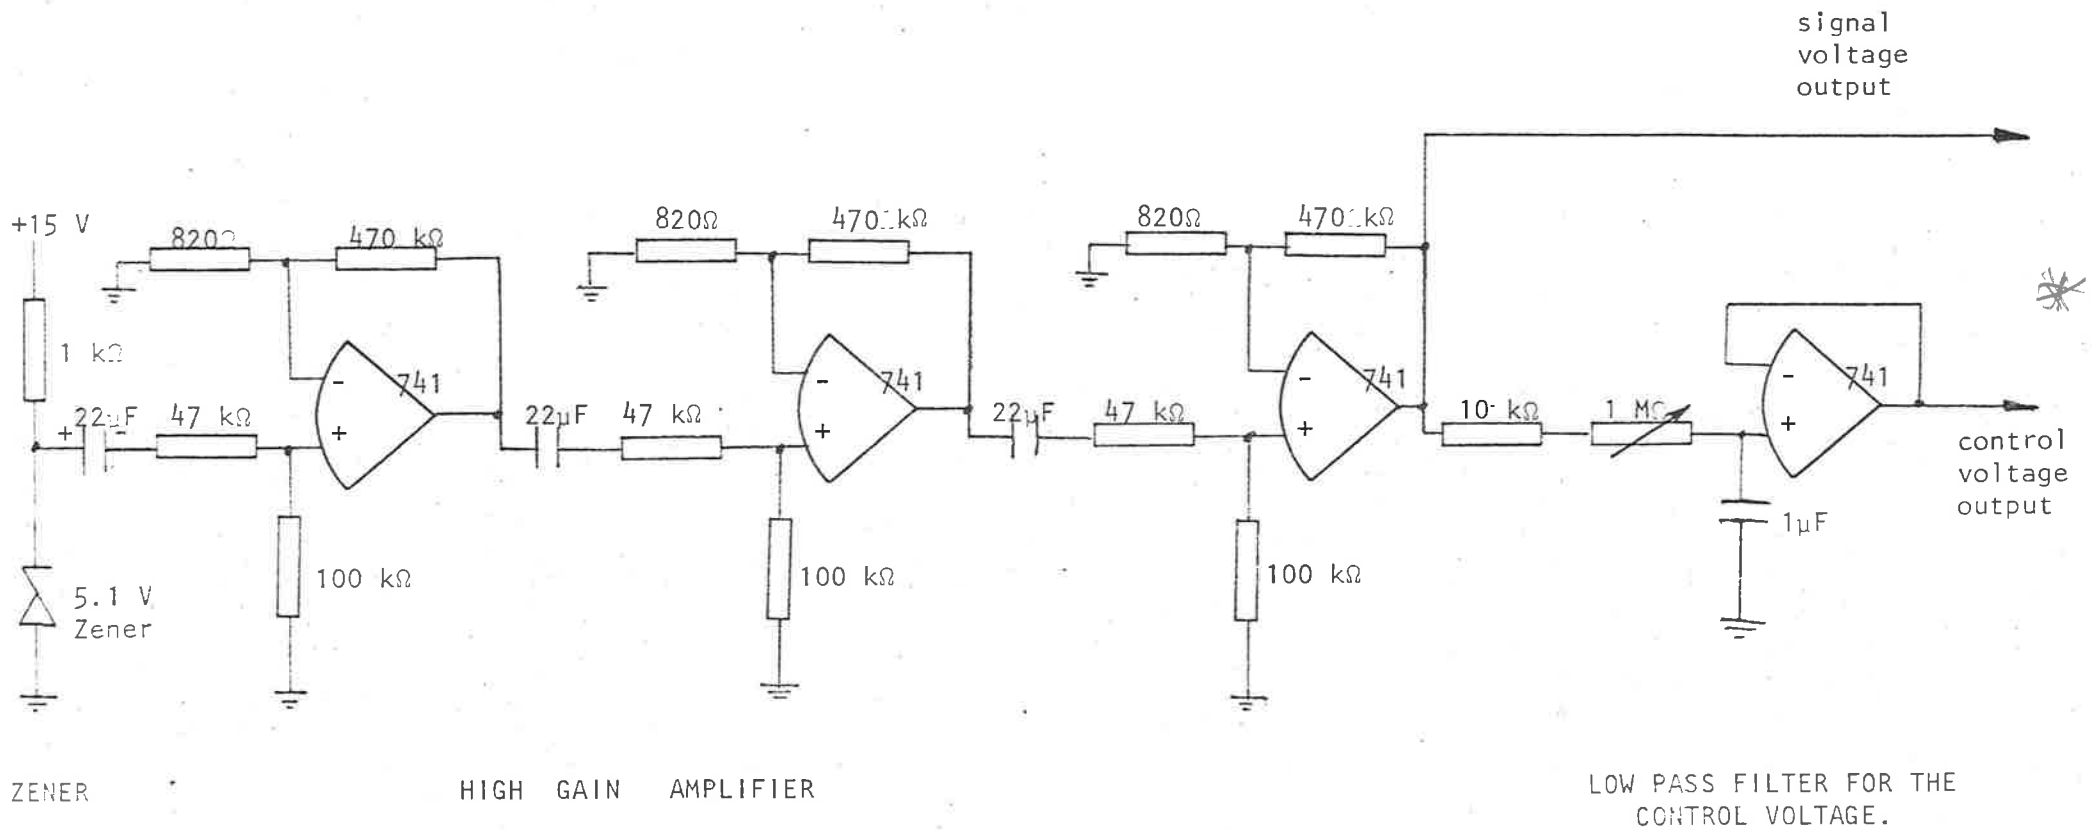 signal
voltage
output
+15 V
820Ω
470 kΩ
820Ω
470 kΩ
820Ω
470 kΩ
1 kΩ
741
741
741
741
+
22µF
-
47 kΩ
-
+
22µF
47 kΩ
-
+
22µF
47 kΩ
-
+
10 kΩ
1 MΩ
-
+
control
voltage
output
1µF
100 kΩ
100 kΩ
100 kΩ
5.1 V
Zener
ZENER
HIGH GAIN AMPLIFIER
LOW PASS FILTER FOR THE
CONTROL VOLTAGE.